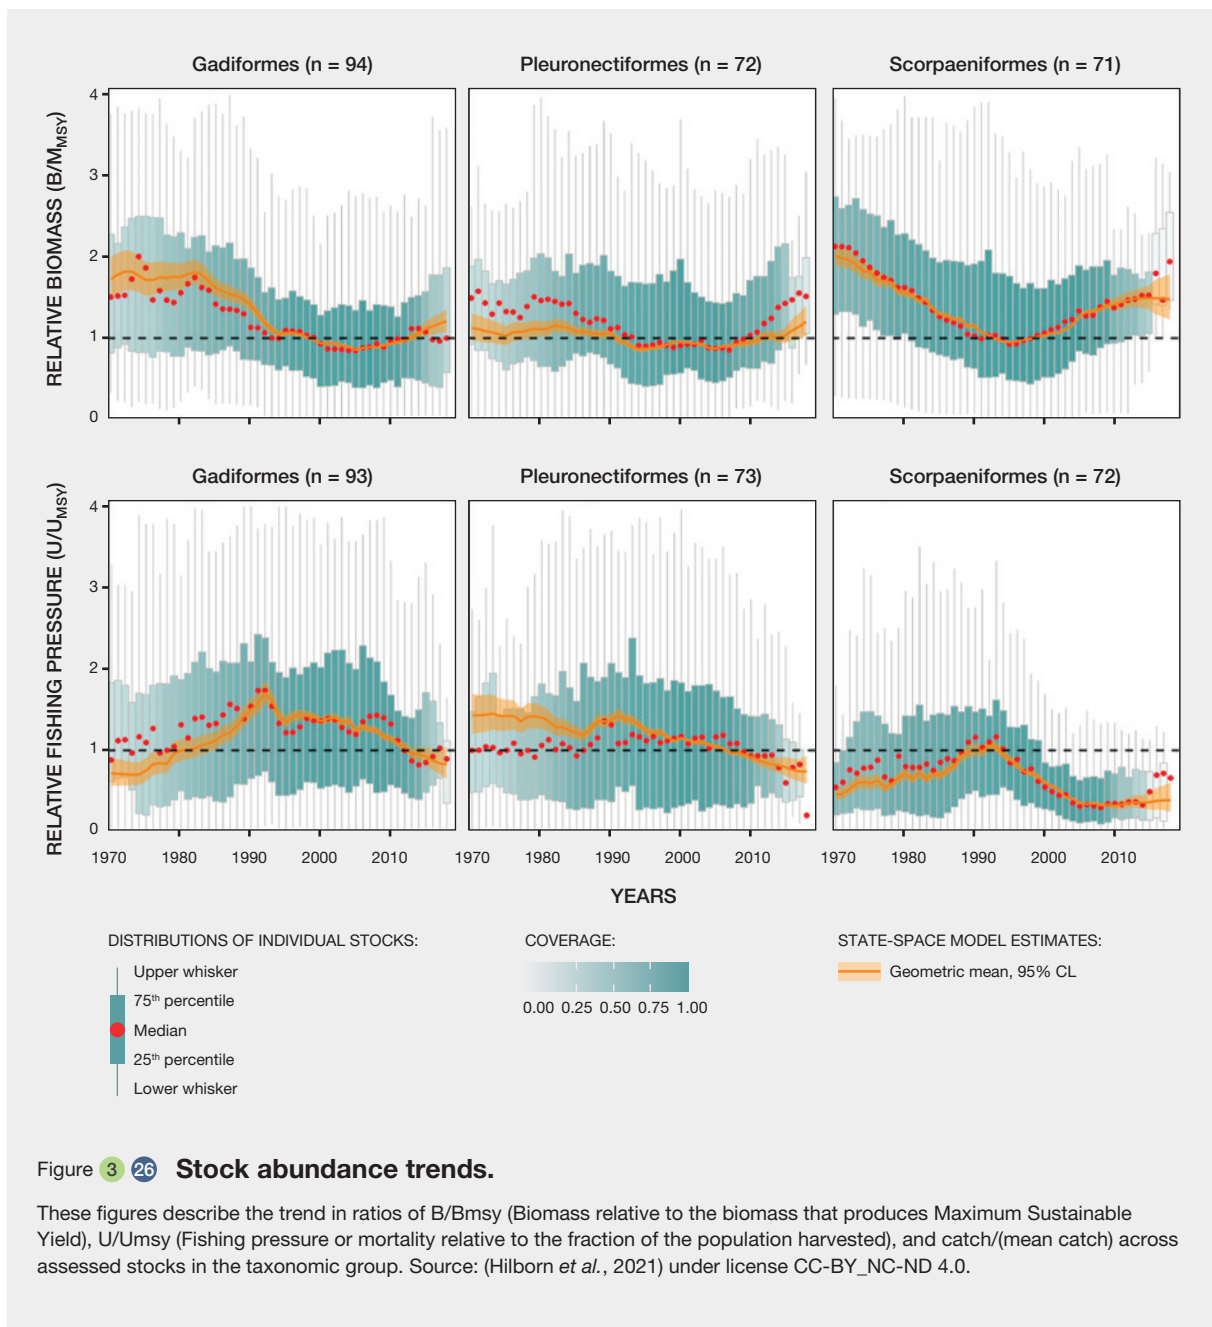 Gadiformes (n = 94)
Pleuronectiformes (n = 72)
Scorpaeniformes (n = 71)
RELATIVE BIOMASS (B/M_MSY)
4
3
2
1
0
Gadiformes (n = 93)
Pleuronectiformes (n = 73)
Scorpaeniformes (n = 72)
RELATIVE FISHING PRESSURE (U/U_MSY)
4
3
2
1
0
1970 1980 1990 2000 2010
1970 1980 1990 2000 2010
1970 1980 1990 2000 2010
YEARS
DISTRIBUTIONS OF INDIVIDUAL STOCKS:
Upper whisker
75th percentile
Median
25th percentile
Lower whisker
COVERAGE:
0.00 0.25 0.50 0.75 1.00
STATE-SPACE MODEL ESTIMATES:
Geometric mean, 95% CL
Figure 3 26 Stock abundance trends.
These figures describe the trend in ratios of B/Bmsy (Biomass relative to the biomass that produces Maximum Sustainable
Yield), U/Umsy (Fishing pressure or mortality relative to the fraction of the population harvested), and catch/(mean catch) across
assessed stocks in the taxonomic group. Source: (Hilborn et al., 2021) under license CC-BY_NC-ND 4.0.